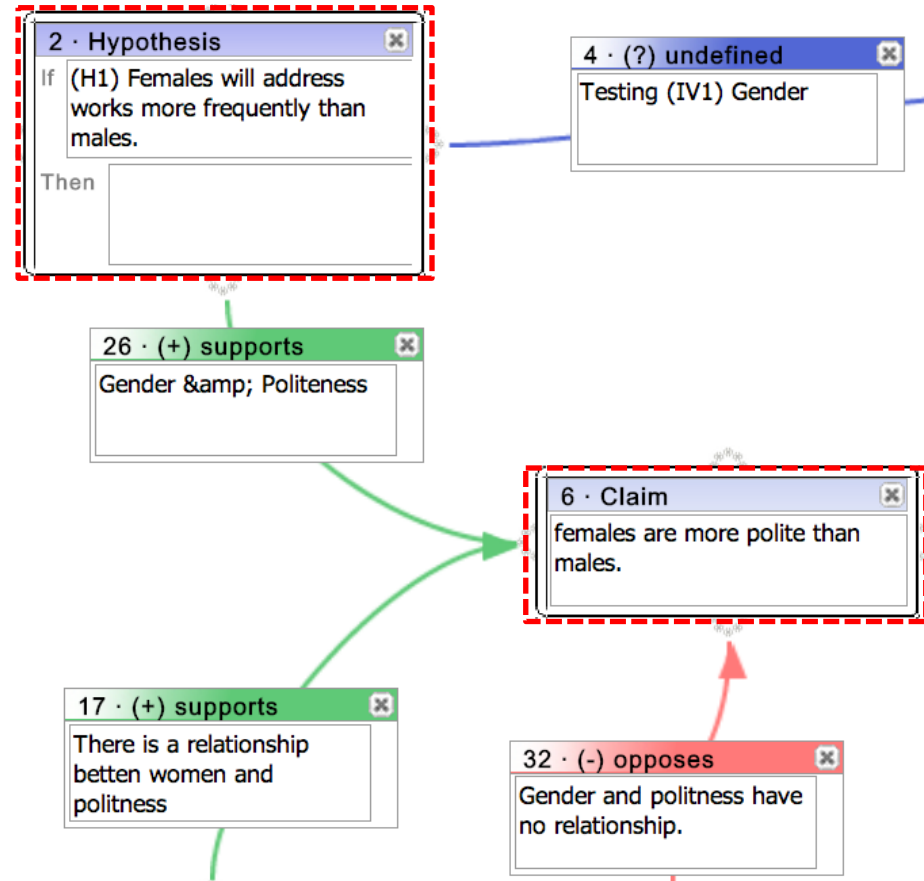 2 · Hypothesis
If (H1) Females will address
works more frequently than
males.
Then
4 · (?) undefined
Testing (IV1) Gender
26 · (+) supports
Gender &amp; Politeness
6 · Claim
females are more polite than
males.
17 · (+) supports
There is a relationship
betten women and
politness
32 · (-) opposes
Gender and politness have
no relationship.